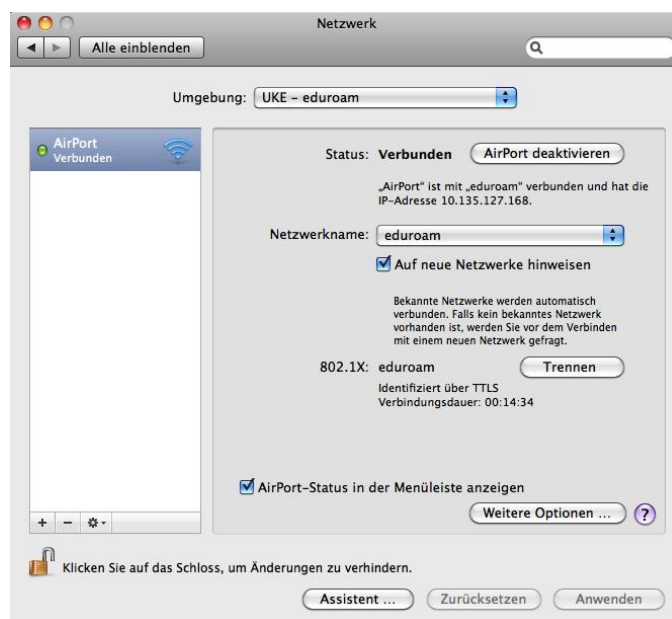 Netzwerk
Alle einblenden
Umgebung: UKE – eduroam
AirPort
Verbunden
Status: Verbunden AirPort deaktivieren
„AirPort“ ist mit „eduroam“ verbunden und hat die
IP-Adresse 10.135.127.168.
Netzwerkname: eduroam
Auf neue Netzwerke hinweisen
Bekannte Netzwerke werden automatisch
verbunden. Falls kein bekanntes Netzwerk
vorhanden ist, werden Sie vor dem Verbinden
mit einem neuen Netzwerk gefragt.
802.1X: eduroam Trennen
Identifiziert über TTLS
Verbindungsdauer: 00:14:34
AirPort-Status in der Menüleiste anzeigen
Weitere Optionen ... ?
Klicken Sie auf das Schloss, um Änderungen zu verhindern.
Assistent ... Zurücksetzen Anwenden